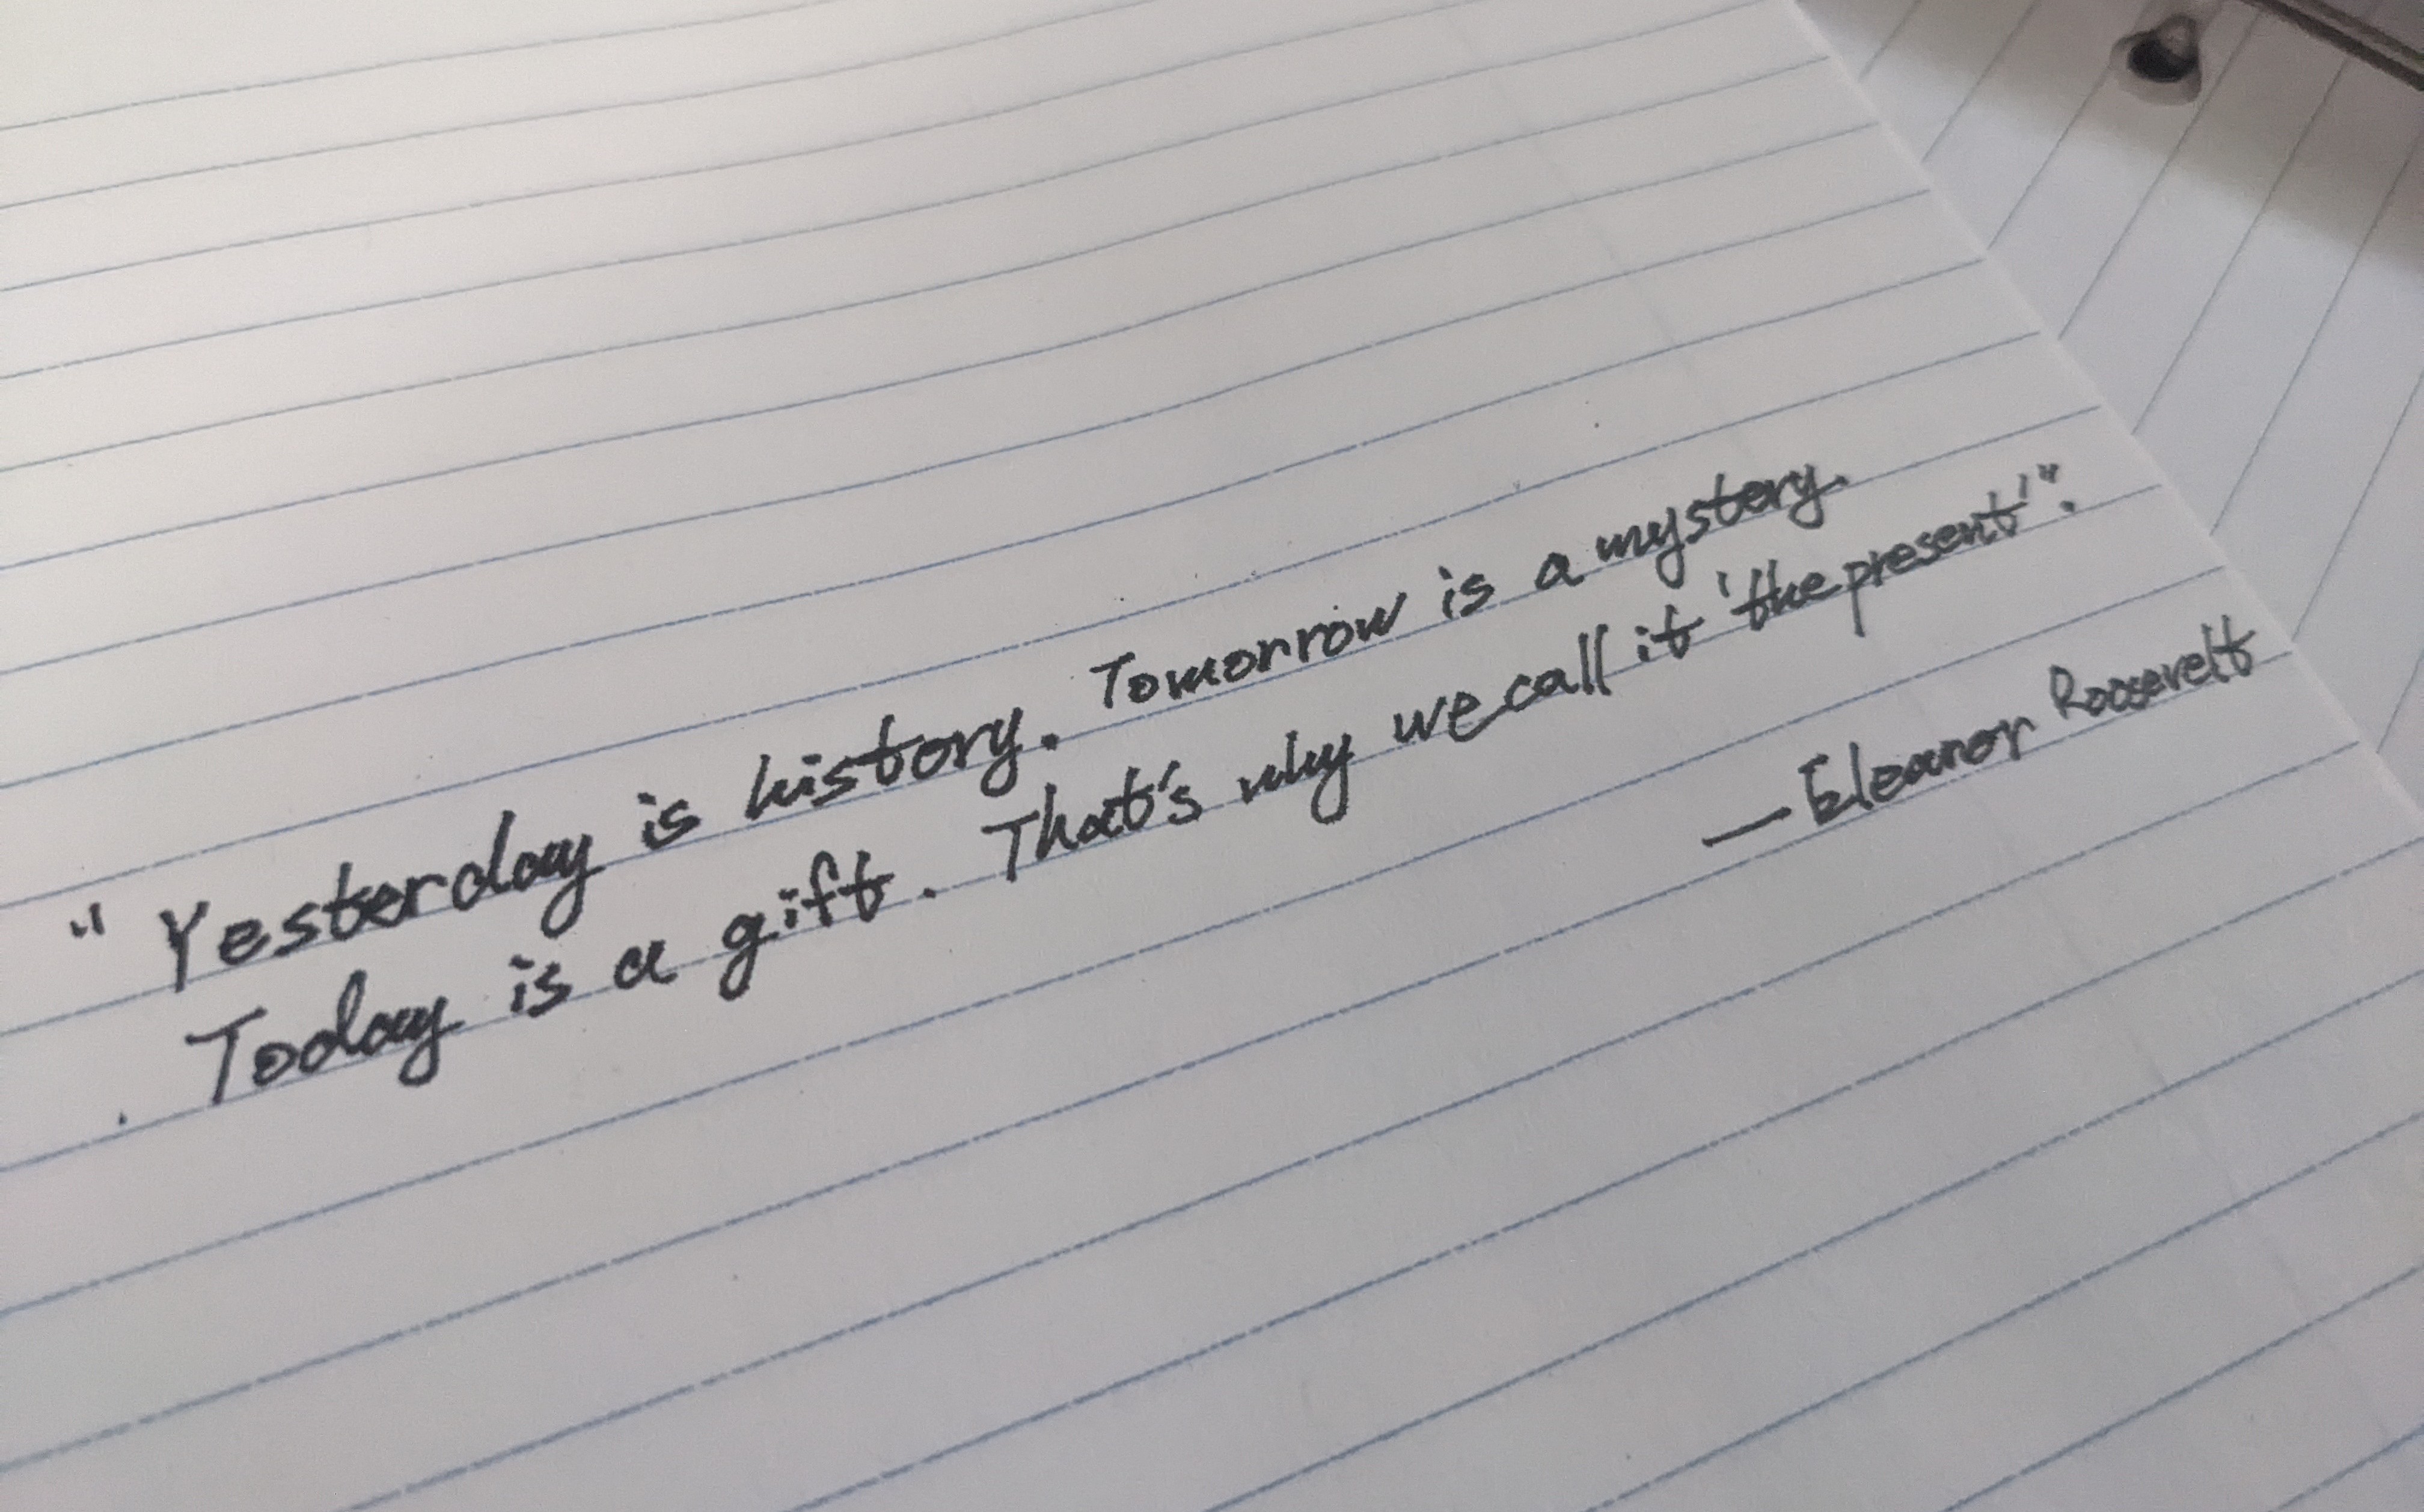 "Yesterday is history. Tomorrow is a mystery.
Today is a gift. That's why we call it 'the present'".
—Eleanor Roosevelt